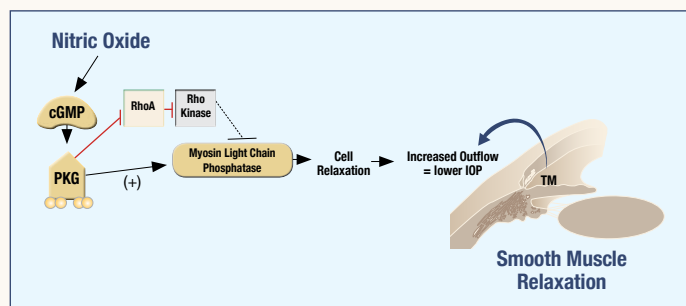 Nitric Oxide
cGMP
RhoA
Rho
Kinase
PKG
(+)
Myosin Light Chain
Phosphatase
Cell
Relaxation
Increased Outflow
= lower IOP
TM
Smooth Muscle
Relaxation